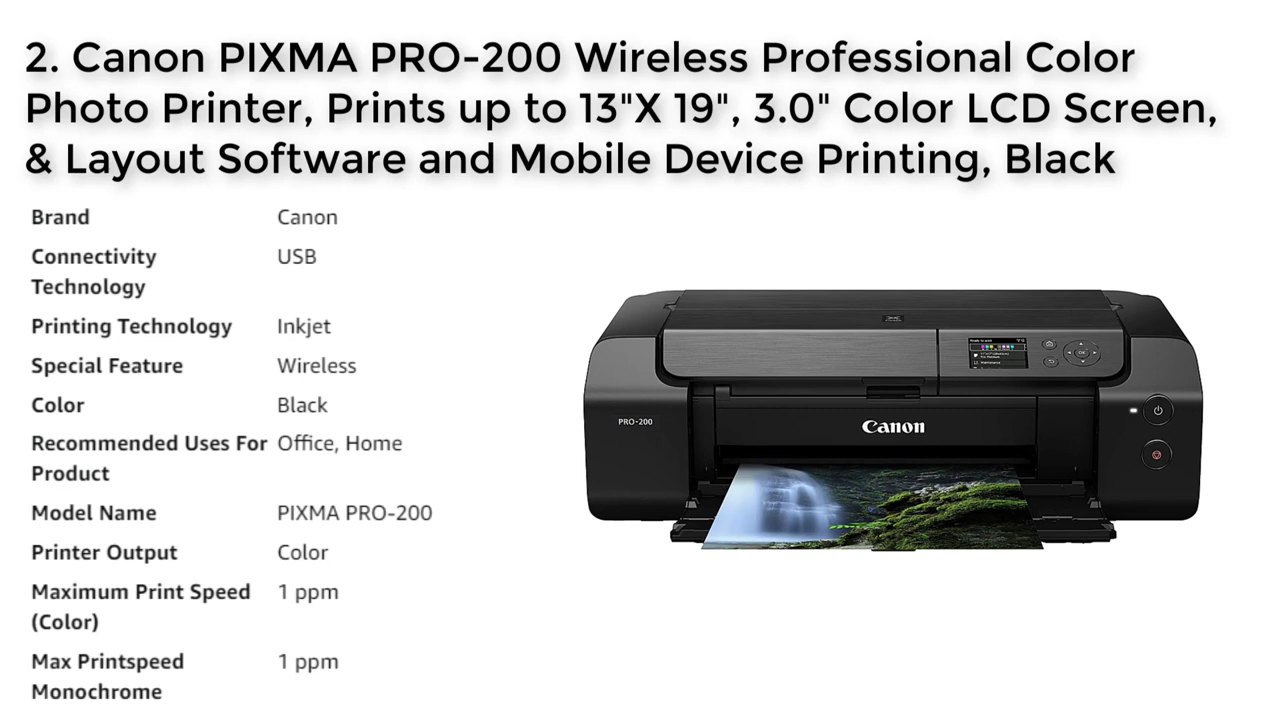 2. Canon PIXMA PRO-200 Wireless Professional Color
Photo Printer, Prints up to 13"X 19", 3.0" Color LCD Screen,
& Layout Software and Mobile Device Printing, Black
Brand Canon
Connectivity USB
Technology
Printing Technology Inkjet
Special Feature Wireless
Color Black
Recommended Uses For Office, Home
Product
Model Name PIXMA PRO-200
Printer Output Color
Maximum Print Speed 1 ppm
(Color)
Max Printspeed 1 ppm
Monochrome
OK
PRO-200
Canon